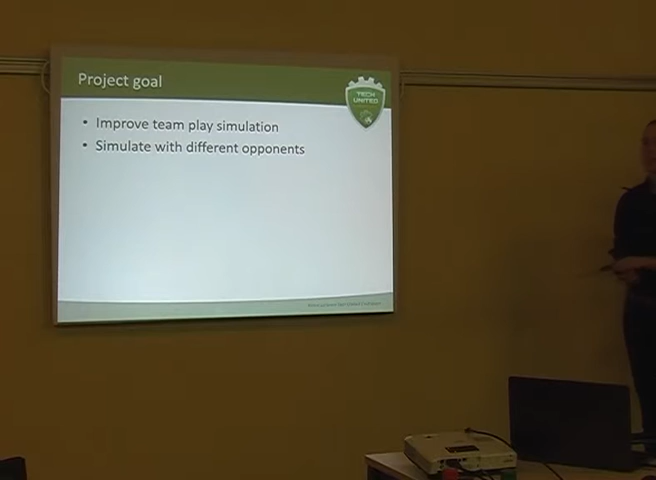 Project goal
TECH
UNITED
• Improve team play simulation
• Simulate with different opponents